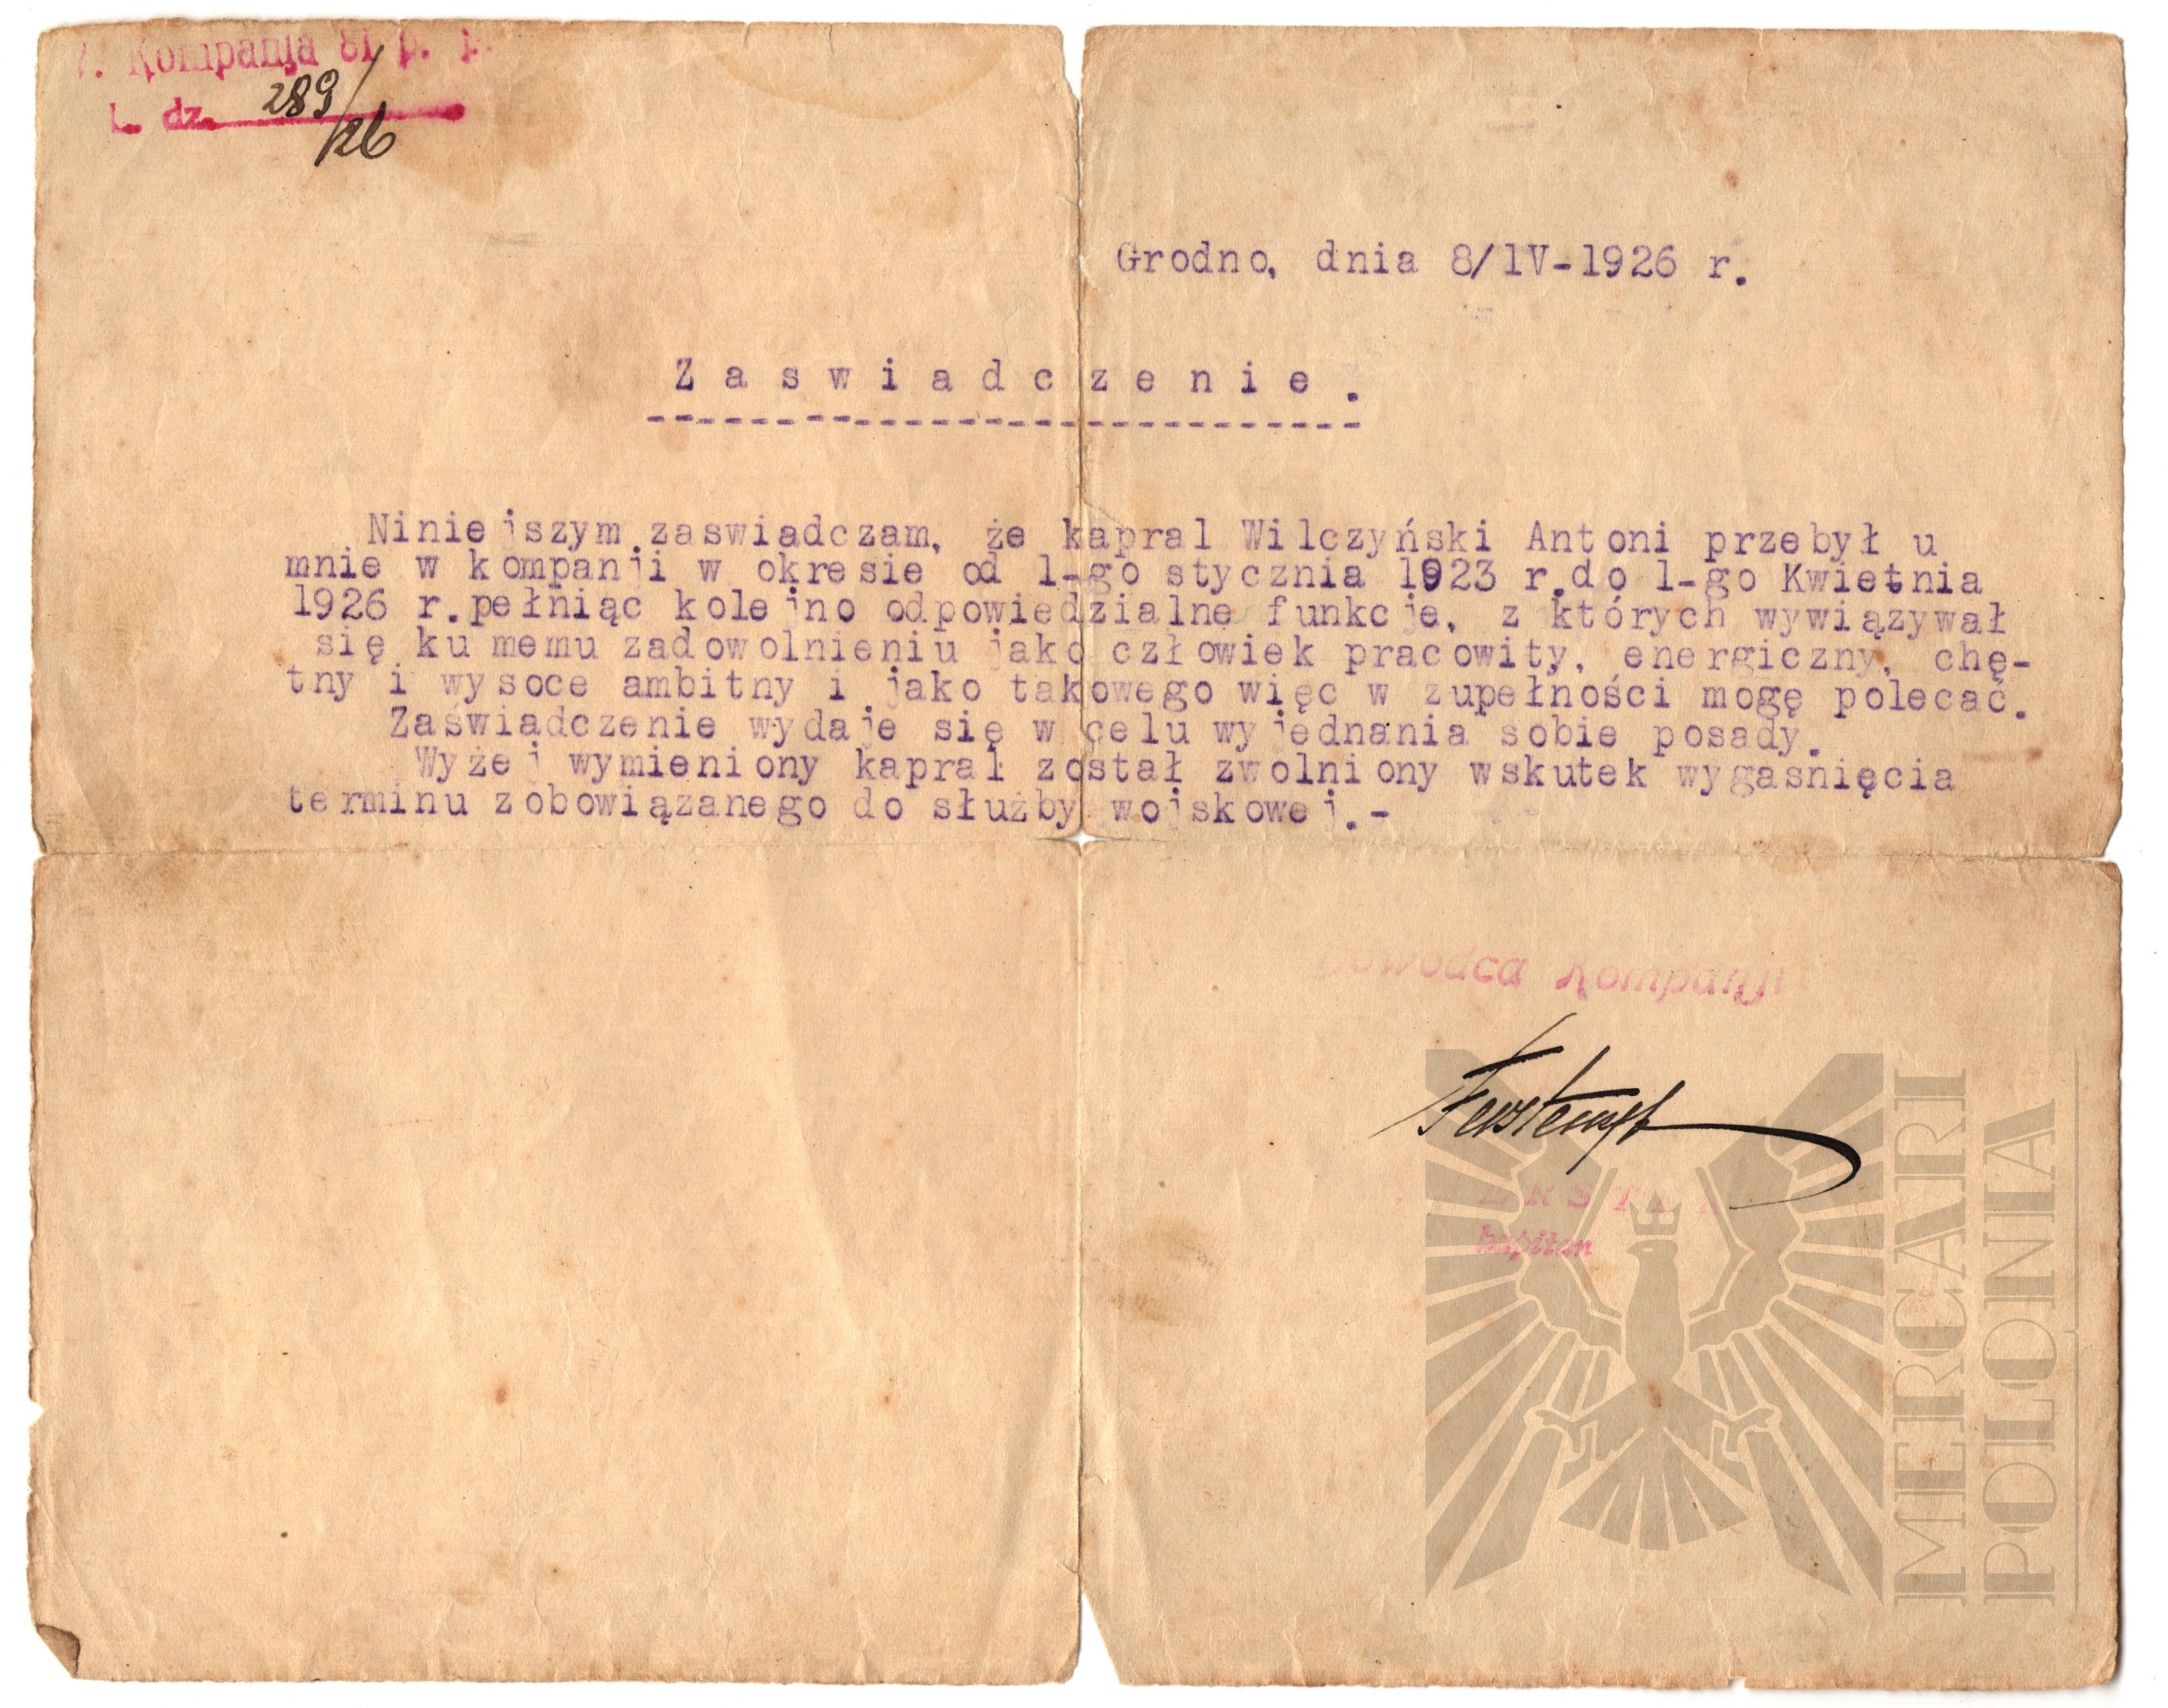 7. Kompanja 81 p. p.
L. dz. 289/26
Grodno, dnia 8/IV-1926 r.
Zaswiadczenie.
Niniejszym zaswiadczam, że kapral Wilczyński Antoni przebył u
mnie w kompanji w okresie od 1-go stycznia 1923 r.do 1-go Kwietnia
1926 r.pełniąc kolejno odpowiedzialne funkcje, z których wywiązywał
się ku memu zadowolnieniu jako człowiek pracowity, energiczny, chę-
tny i wysoce ambitny i jako takowego więc w zupełności mogę polecać.
Zaświadczenie wydaje się w celu wyjednania sobie posady.
Wyżej wymieniony kapral został zwolniony wskutek wygaśnięcia
terminu zobowiązanego do służby wojskowej.-
Dowódca Kompanji
kapitan
MERCARI
POLONIA